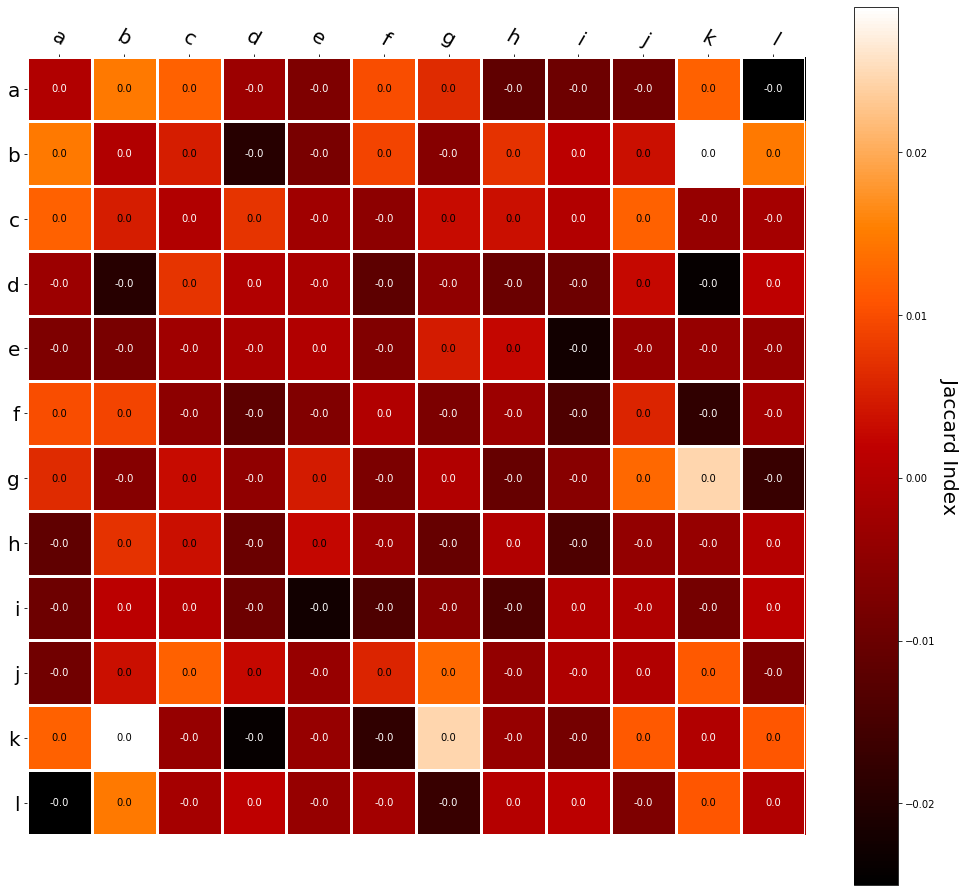 a b c d e f g h i j k l
a 0.0 0.0 0.0 -0.0 -0.0 0.0 0.0 -0.0 -0.0 -0.0 0.0 -0.0
b 0.0 0.0 0.0 -0.0 -0.0 0.0 -0.0 0.0 0.0 0.0 0.0 0.0
c 0.0 0.0 0.0 0.0 -0.0 -0.0 0.0 0.0 0.0 0.0 -0.0 -0.0
d -0.0 -0.0 0.0 0.0 -0.0 -0.0 -0.0 -0.0 -0.0 0.0 -0.0 0.0
e -0.0 -0.0 -0.0 -0.0 0.0 -0.0 0.0 0.0 -0.0 -0.0 -0.0 -0.0
f 0.0 0.0 -0.0 -0.0 -0.0 0.0 -0.0 -0.0 -0.0 0.0 -0.0 -0.0
g 0.0 -0.0 0.0 -0.0 0.0 -0.0 0.0 -0.0 -0.0 0.0 0.0 -0.0
h -0.0 0.0 0.0 -0.0 0.0 -0.0 -0.0 0.0 -0.0 -0.0 -0.0 0.0
i -0.0 0.0 0.0 -0.0 -0.0 -0.0 -0.0 -0.0 0.0 -0.0 -0.0 0.0
j -0.0 0.0 0.0 0.0 -0.0 0.0 0.0 -0.0 -0.0 0.0 0.0 -0.0
k 0.0 0.0 -0.0 -0.0 -0.0 -0.0 0.0 -0.0 -0.0 0.0 0.0 0.0
l -0.0 0.0 -0.0 0.0 -0.0 -0.0 -0.0 0.0 0.0 -0.0 0.0 0.0
0.02
0.01
0.00
−0.01
−0.02
Jaccard Index